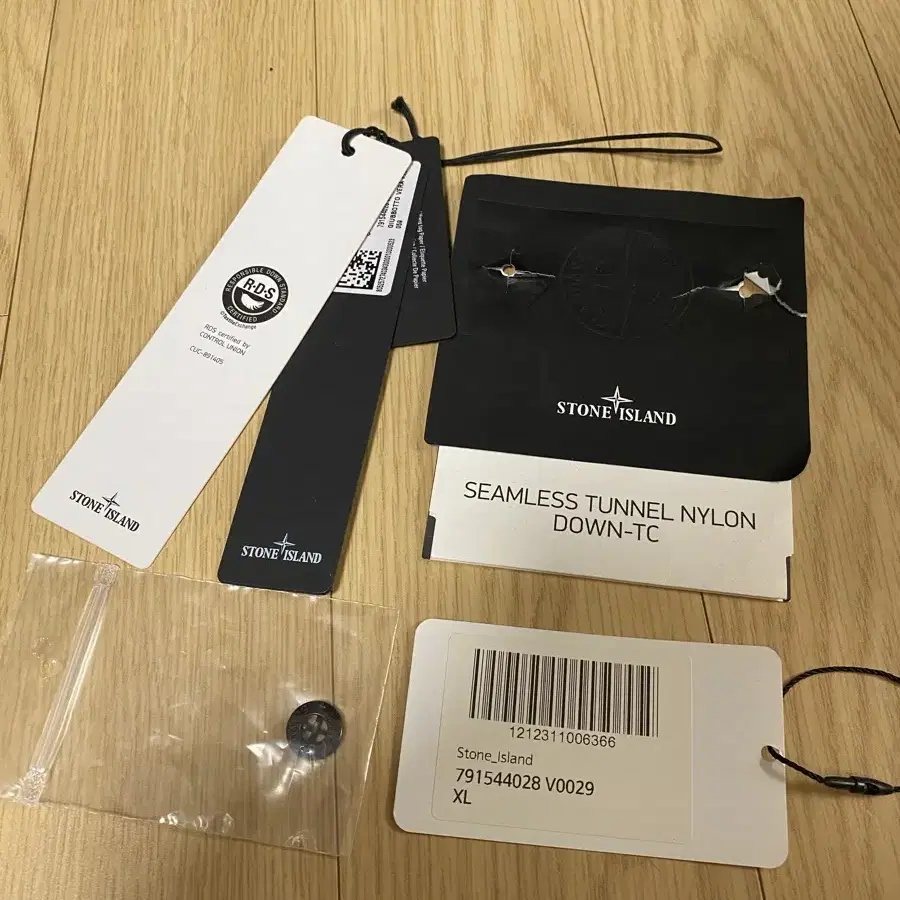 RESPONSIBLE DOWN STANDARD
R·D·S
CERTIFIED
©TextileExchange
RDS certified by
CONTROL UNION
CUC-891405
STONE ISLAND
STONE ISLAND
STONE ISLAND
SEAMLESS TUNNEL NYLON
DOWN-TC
1212311006366
Stone_Island
791544028 V0029
XL